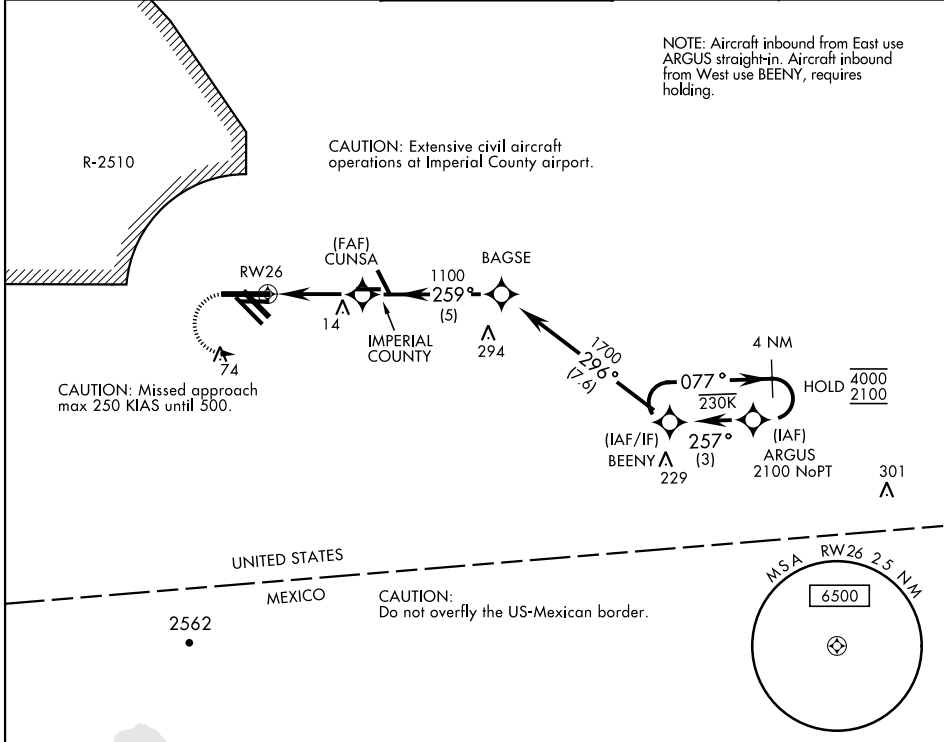 NOTE: Aircraft inbound from East use
ARGUS straight-in. Aircraft inbound
from West use BEENY, requires
holding.
CAUTION: Extensive civil aircraft
operations at Imperial County airport.
R-2510
(FAF)
CUNSA
BAGSE
RW26
1100
259°
(5)
14
IMPERIAL
COUNTY
294
74
CAUTION: Missed approach
max 250 KIAS until 500.
1700
296°
(7.6)
4 NM
077°
230K
HOLD
4000
2100
(IAF/IF)
BEENY
257°
(3)
229
(IAF)
ARGUS
2100 NoPT
301
UNITED STATES
MEXICO
CAUTION:
Do not overfly the US-Mexican border.
2562
MSA RW26 25 NM
6500